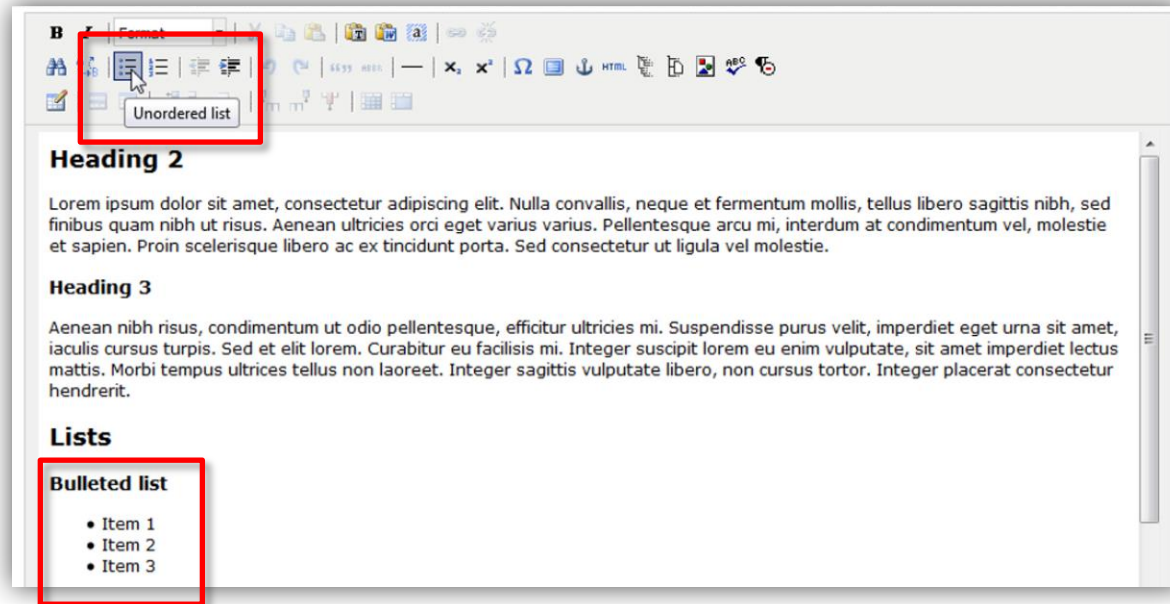 B I Format
HTML ABC
Unordered list
Heading 2
Lorem ipsum dolor sit amet, consectetur adipiscing elit. Nulla convallis, neque et fermentum mollis, tellus libero sagittis nibh, sed
finibus quam nibh ut risus. Aenean ultricies orci eget varius varius. Pellentesque arcu mi, interdum at condimentum vel, molestie
et sapien. Proin scelerisque libero ac ex tincidunt porta. Sed consectetur ut ligula vel molestie.
Heading 3
Aenean nibh risus, condimentum ut odio pellentesque, efficitur ultricies mi. Suspendisse purus velit, imperdiet eget urna sit amet,
iaculis cursus turpis. Sed et elit lorem. Curabitur eu facilisis mi. Integer suscipit lorem eu enim vulputate, sit amet imperdiet lectus
mattis. Morbi tempus ultrices tellus non laoreet. Integer sagittis vulputate libero, non cursus tortor. Integer placerat consectetur
hendrerit.
Lists
Bulleted list
• Item 1
• Item 2
• Item 3